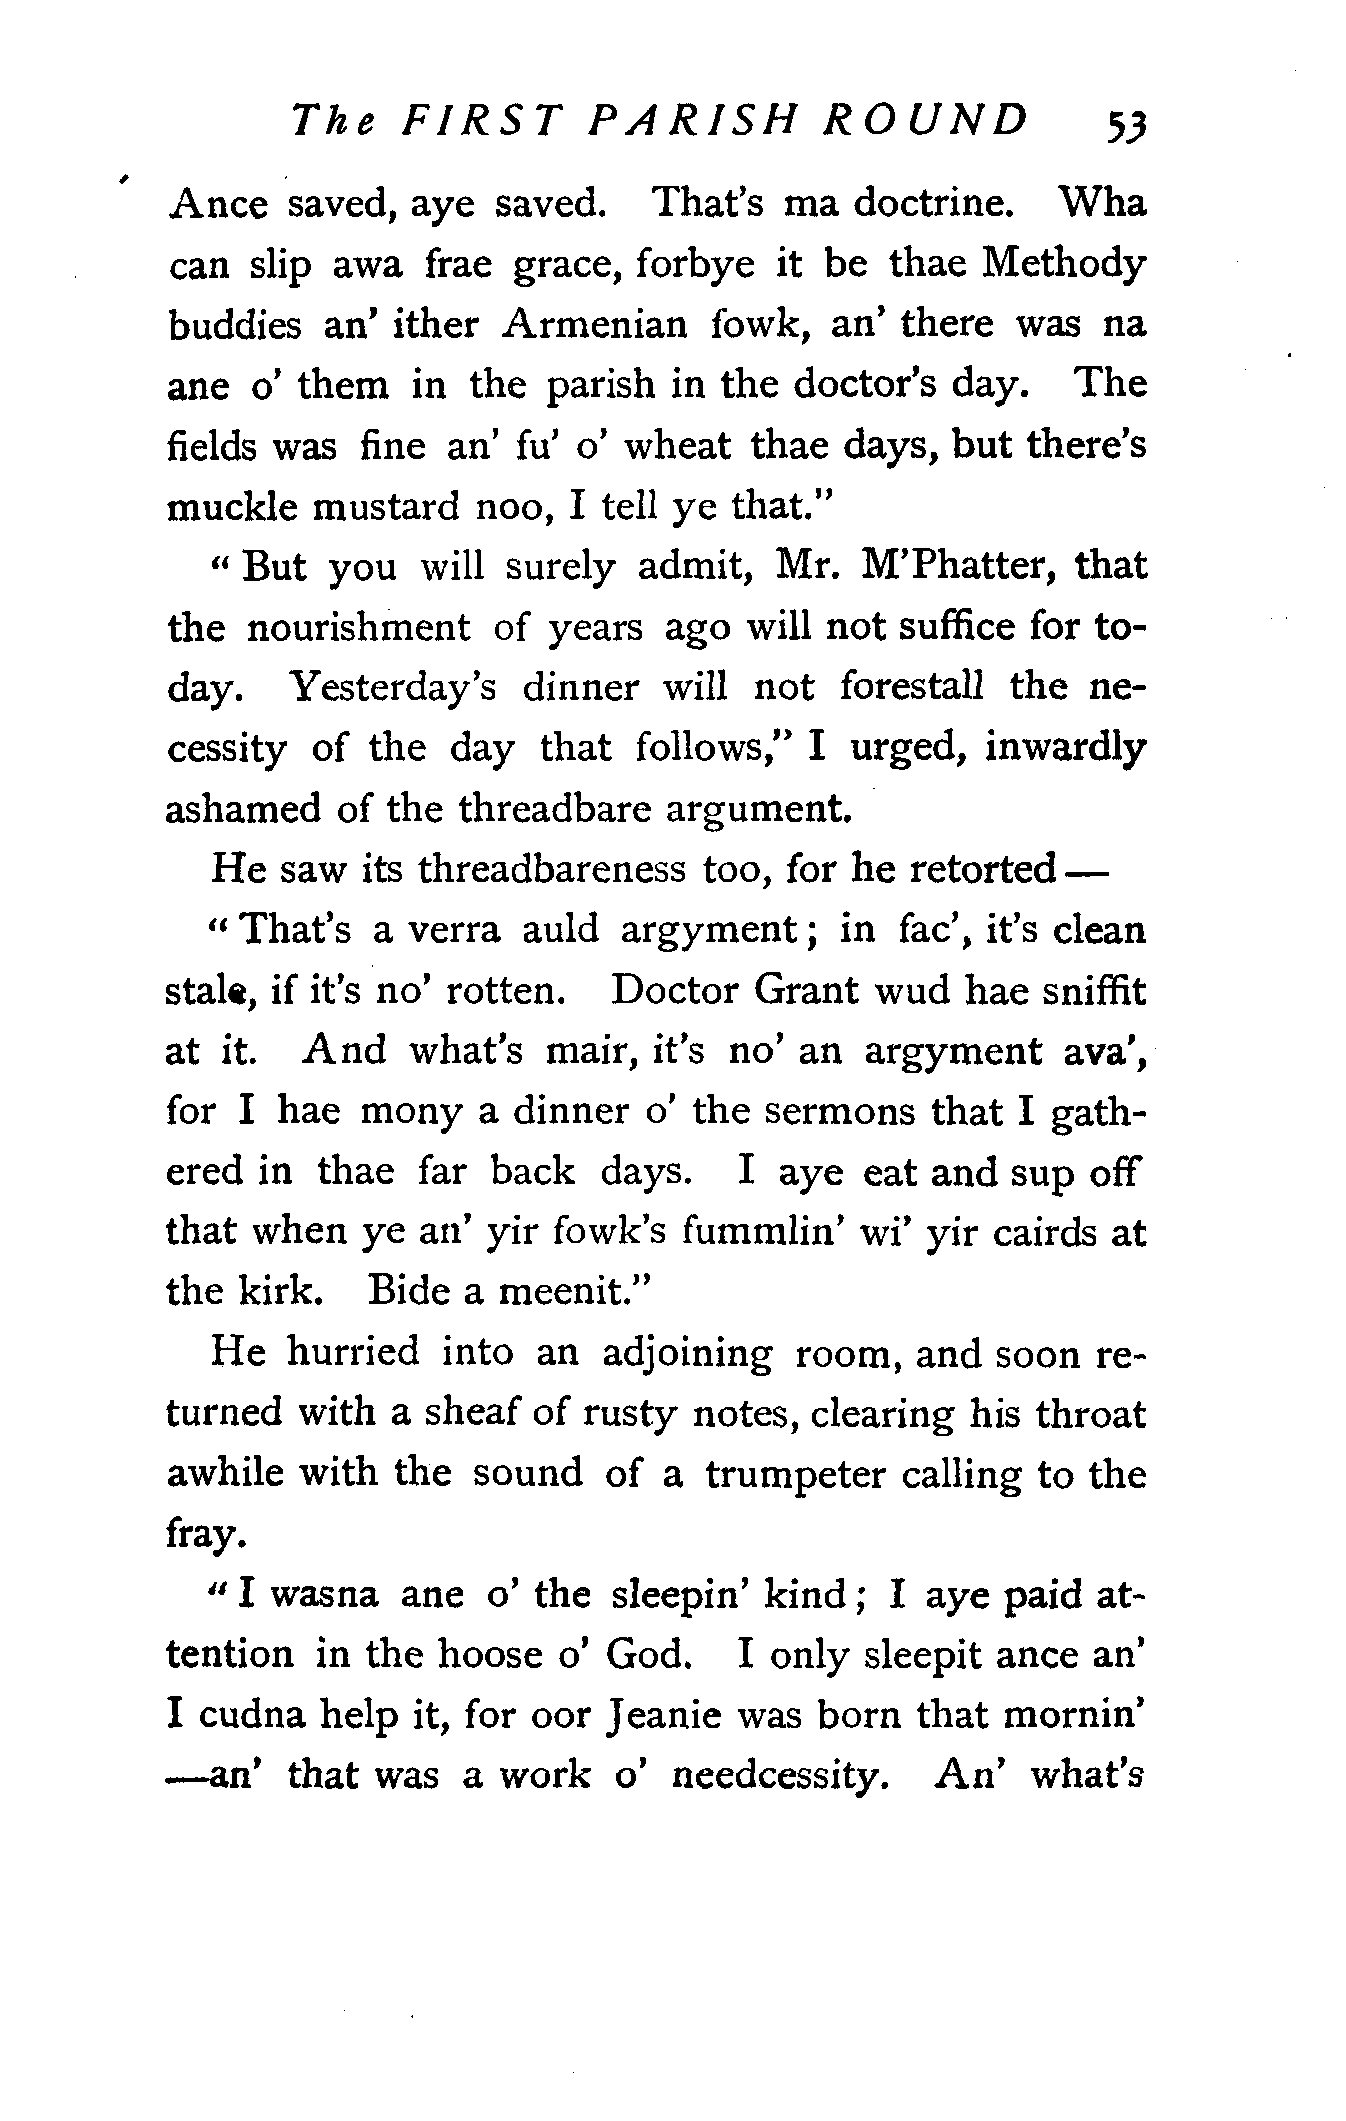 The FIRST PARISH ROUND 53
Ance saved, aye saved. That's ma doctrine. Wha
can slip awa frae grace, forbye it be thae Methody
buddies an' ither Armenian fowk, an' there was na
ane o' them in the parish in the doctor's day. The
fields was fine an' fu' o' wheat thae days, but there's
muckle mustard noo, I tell ye that."
"But you will surely admit, Mr. M'Phatter, that
the nourishment of years ago will not suffice for to-
day. Yesterday's dinner will not forestall the ne-
cessity of the day that follows," I urged, inwardly
ashamed of the threadbare argument.
He saw its threadbareness too, for he retorted—
"That's a verra auld argyment; in fac', it's clean
stale, if it's no' rotten. Doctor Grant wud hae sniffit
at it. And what's mair, it's no' an argyment ava',
for I hae mony a dinner o' the sermons that I gath-
ered in thae far back days. I aye eat and sup off
that when ye an' yir fowk's fummlin' wi' yir cairds at
the kirk. Bide a meenit."
He hurried into an adjoining room, and soon re-
turned with a sheaf of rusty notes, clearing his throat
awhile with the sound of a trumpeter calling to the
fray.
"I wasna ane o' the sleepin' kind; I aye paid at-
tention in the hoose o' God. I only sleepit ance an'
I cudna help it, for oor Jeanie was born that mornin'
—an' that was a work o' needcessity. An' what's